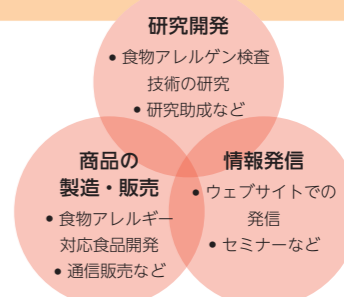 研究開発
• 食物アレルゲン検査
技術の研究
• 研究助成など
商品の
製造・販売
• 食物アレルギー
対応食品開発
• 通信販売など
情報発信
• ウェブサイトでの
発信
• セミナーなど